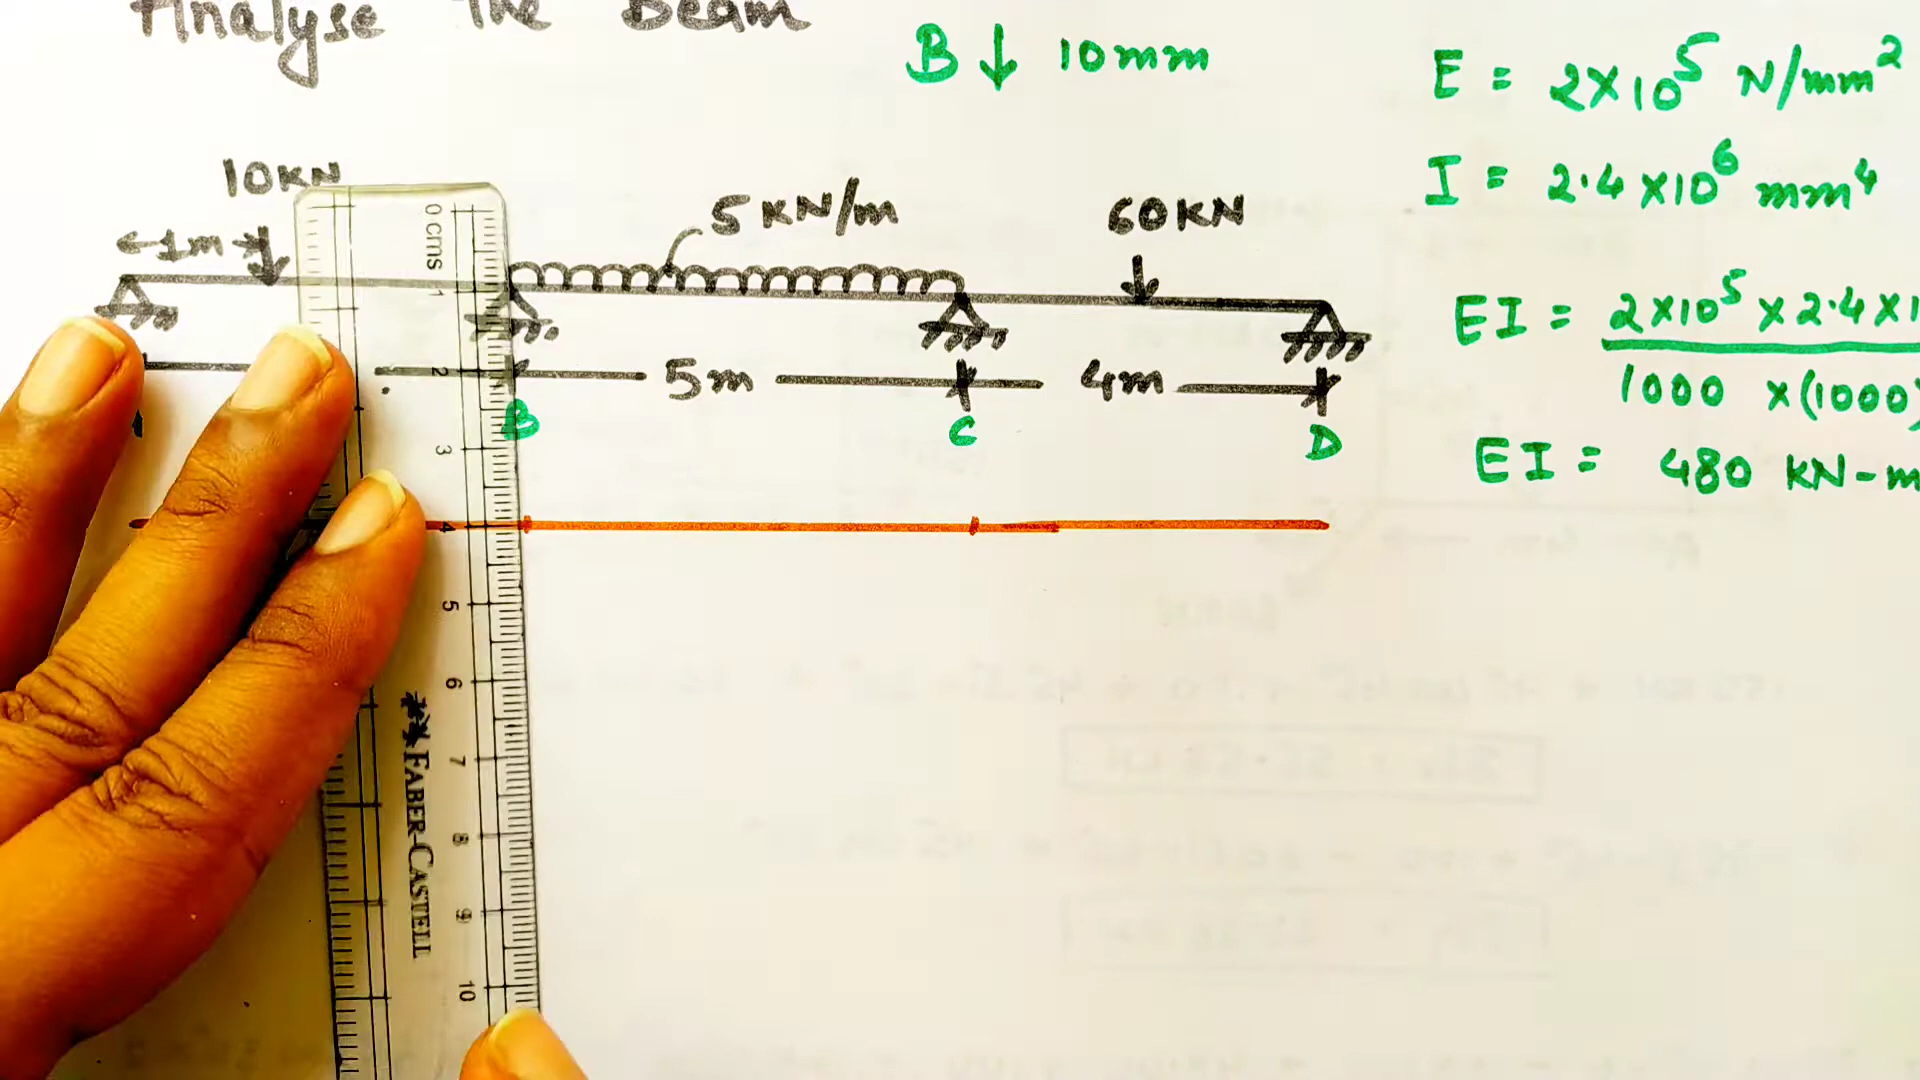 Analyse The Beam
B ↓ 10mm
E = 2×10⁵ N/mm²
I = 2.4×10⁶ mm⁴
EI = 2×10⁵ × 2.4×1
1000 × (1000)
EI = 480 KN-m
10KN
1m
5KN/m
60KN
5m
4m
B
C
D
0 cms
1
2
3
4
5
6
7
8
9
10
FABER-CASTELL